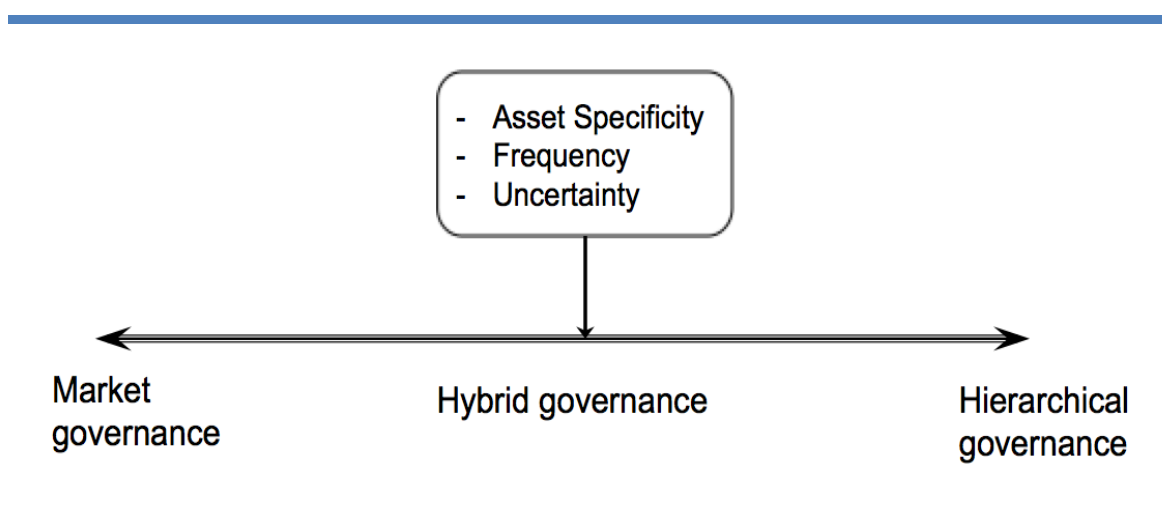 - Asset Specificity
- Frequency
- Uncertainty
Market
governance
Hybrid governance
Hierarchical
governance